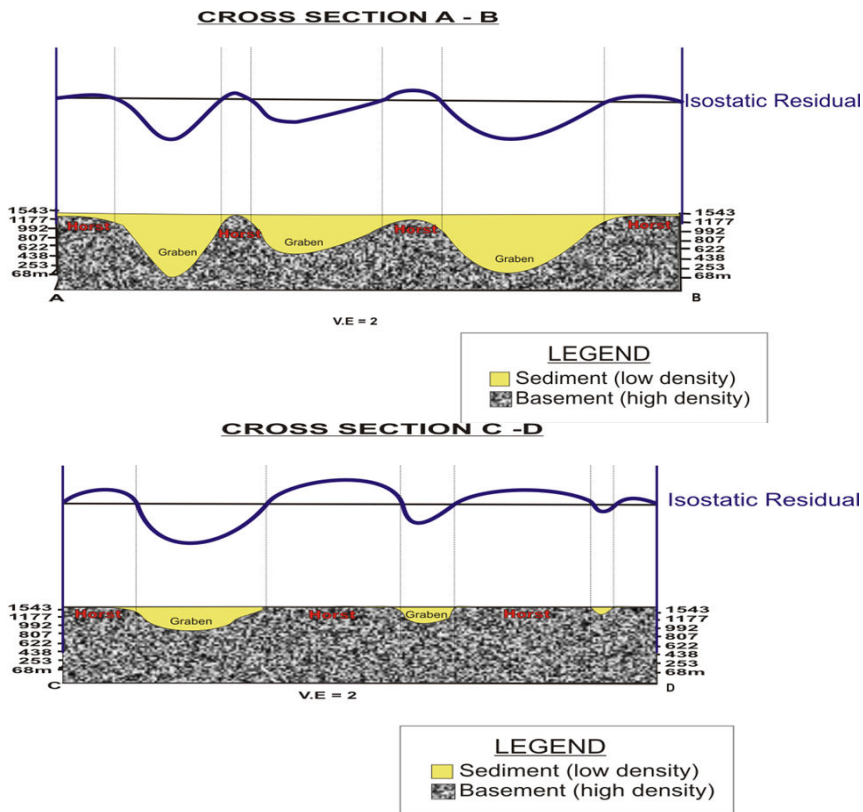 CROSS SECTION A - B
Isostatic Residual
1543
1177
992
807
622
438
253
68m
Horst
Graben
Horst
Graben
Horst
Graben
Horst
1543
1177
992
807
622
438
253
68m
A
B
V.E = 2
LEGEND
Sediment (low density)
Basement (high density)
CROSS SECTION C -D
Isostatic Residual
1543
1177
992
807
622
438
253
68m
Horst
Graben
Horst
Graben
Horst
1543
1177
992
807
622
438
253
68m
C
D
V.E = 2
LEGEND
Sediment (low density)
Basement (high density)